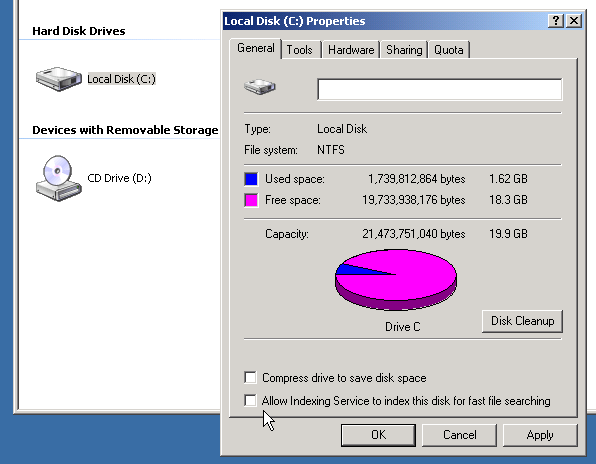 Hard Disk Drives
Local Disk (C:)
Devices with Removable Storage
CD Drive (D:)
Local Disk (C:) Properties
General Tools Hardware Sharing Quota
Type: Local Disk
File system: NTFS
Used space: 1,739,812,864 bytes 1.62 GB
Free space: 19,733,938,176 bytes 18.3 GB
Capacity: 21,473,751,040 bytes 19.9 GB
Drive C
Disk Cleanup
Compress drive to save disk space
Allow Indexing Service to index this disk for fast file searching
OK Cancel Apply